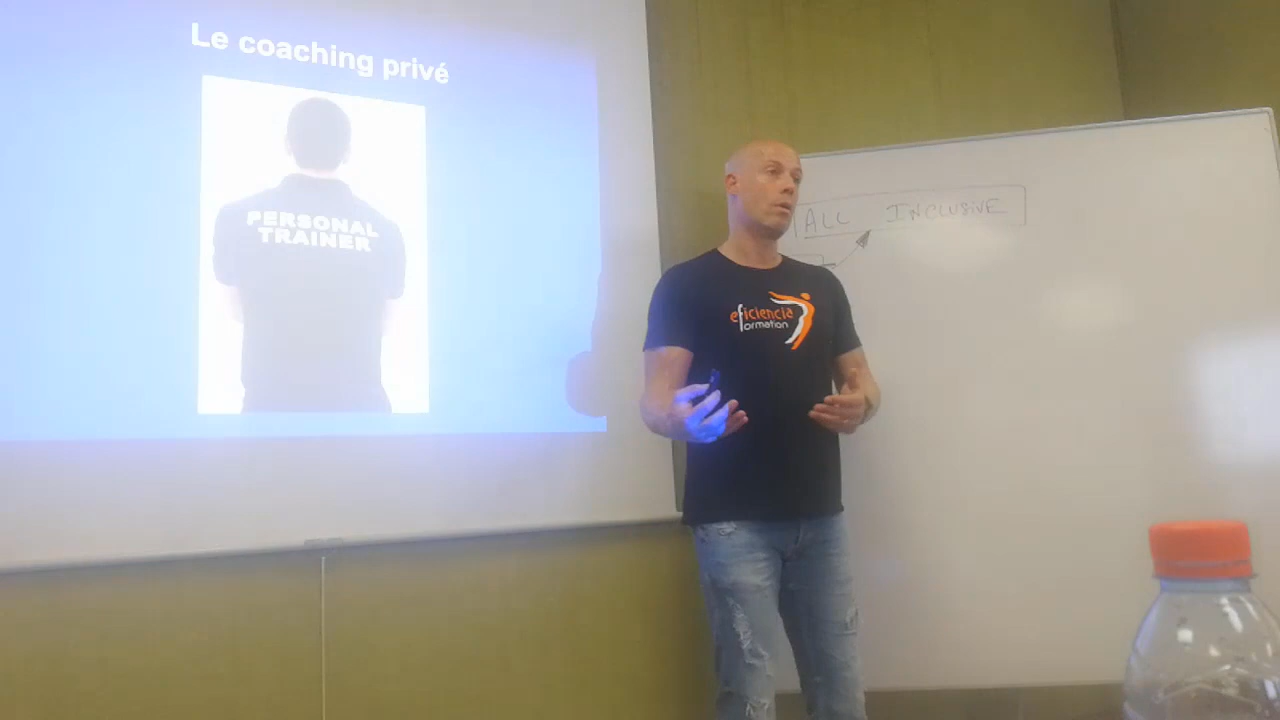 Le coaching privé
PERSONAL
TRAINER
eficiencia
formation
ALL INCLUSIVE